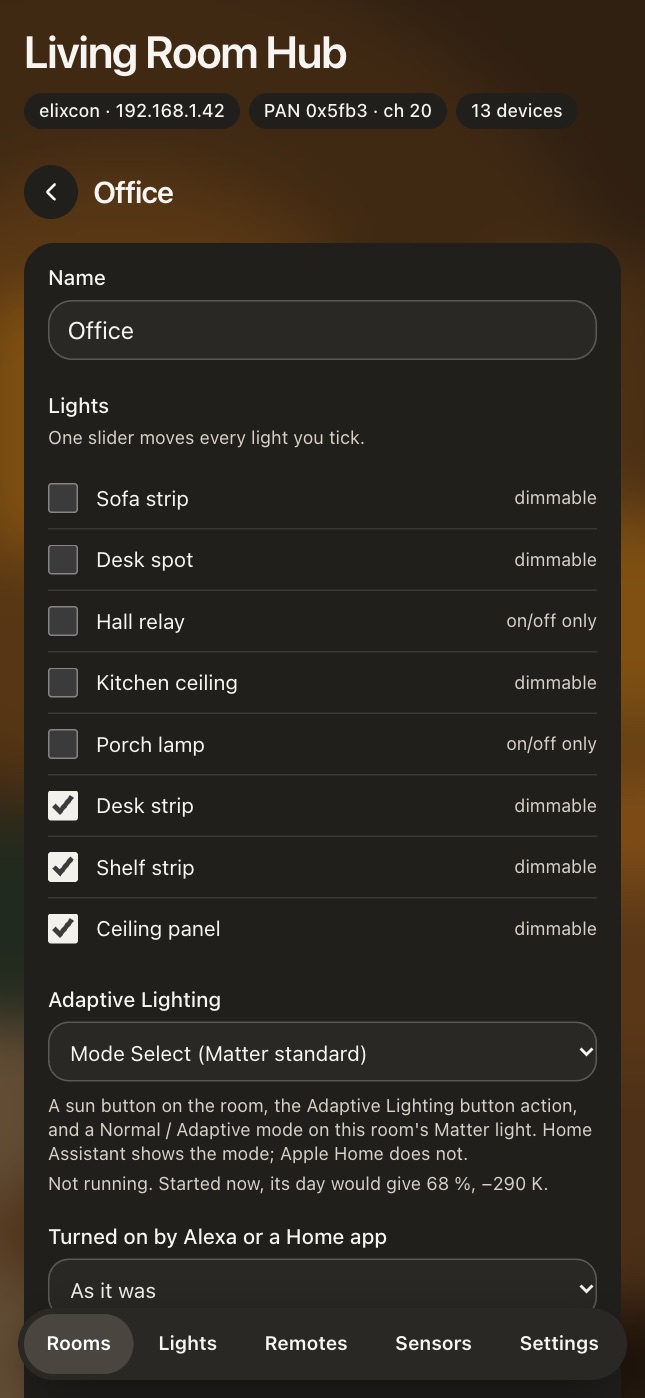 Living Room Hub
elixcon · 192.168.1.42
PAN 0x5fb3 · ch 20
13 devices
Office
Name
Office
Lights
One slider moves every light you tick.
Sofa strip dimmable
Desk spot dimmable
Hall relay on/off only
Kitchen ceiling dimmable
Porch lamp on/off only
Desk strip dimmable
Shelf strip dimmable
Ceiling panel dimmable
Adaptive Lighting
Mode Select (Matter standard)
A sun button on the room, the Adaptive Lighting button action,
and a Normal / Adaptive mode on this room's Matter light. Home
Assistant shows the mode; Apple Home does not.
Not running. Started now, its day would give 68 %, −290 K.
Turned on by Alexa or a Home app
As it was
Rooms Lights Remotes Sensors Settings